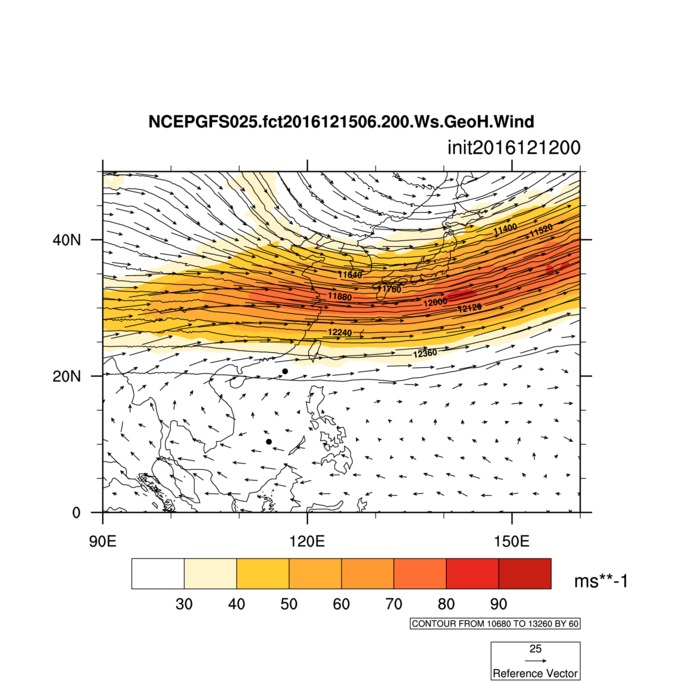 NCEPGFS025.fct2016121506.200.Ws.GeoH.Wind
init2016121200
40N
20N
0
11400
11520
11640
11760
11880
12000
12120
12240
12360
90E
120E
150E
30
40
50
60
70
80
90
ms**-1
CONTOUR FROM 10680 TO 13260 BY 60
25
Reference Vector